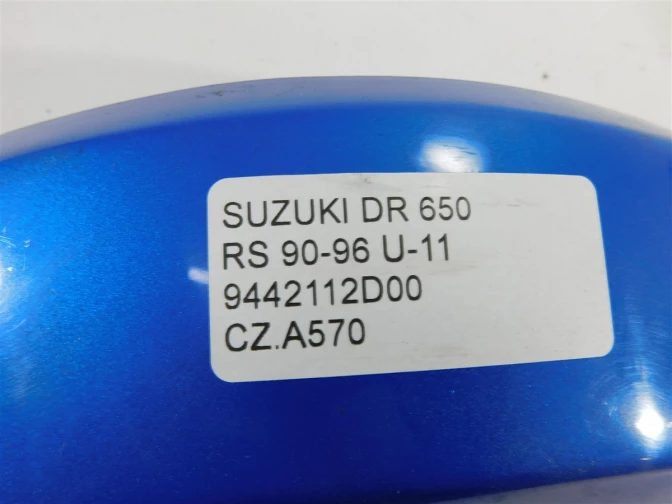 SUZUKI DR 650
RS 90-96 U-11
9442112D00
CZ.A570